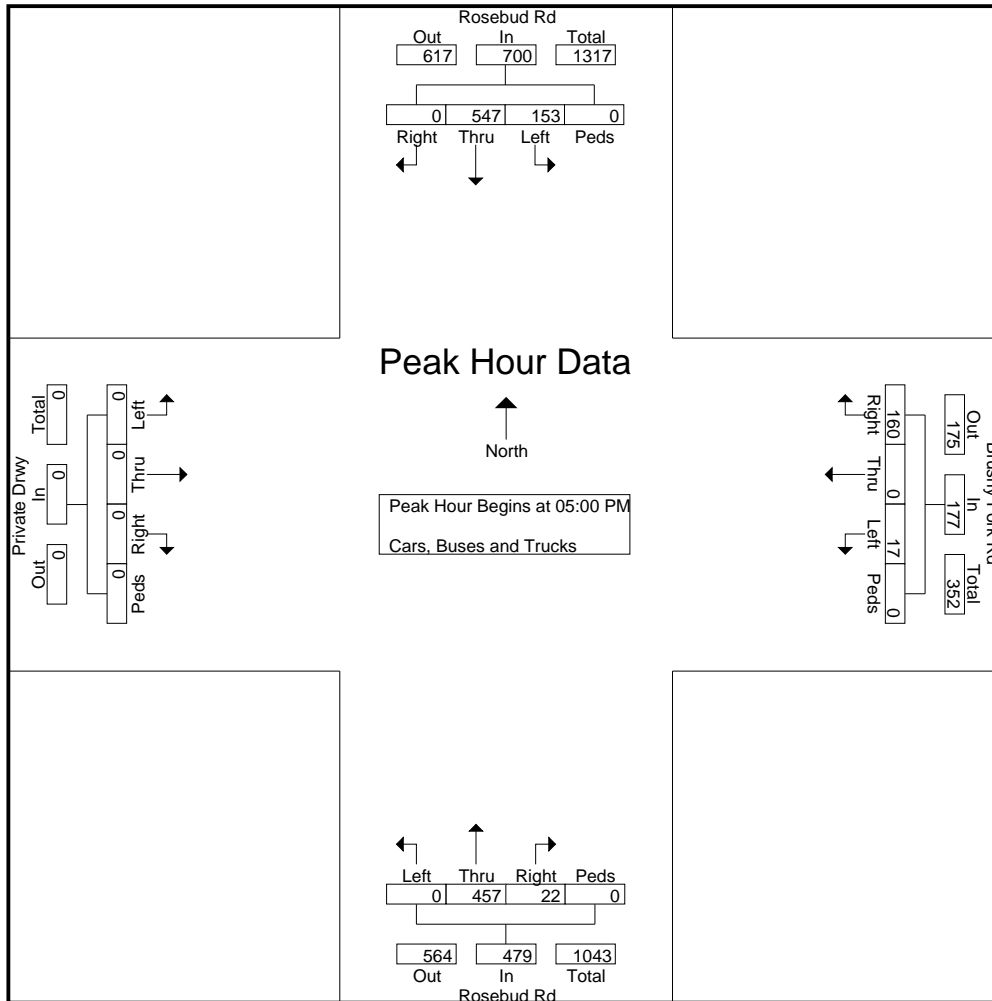 Rosebud Rd
Out In Total
617 700 1317
0 547 153 0
Right Thru Left Peds
Peak Hour Data
North
Peak Hour Begins at 05:00 PM
Cars, Buses and Trucks
Private Drwy
Total In Out
0 0 0
0 0 0 0
Left Thru Right Peds
Right Thru Left Peds
160 0 17 0
Out In Total
175 177 352
Brushy Fork Rd
Left Thru Right Peds
0 457 22 0
564 479 1043
Out In Total
Rosebud Rd